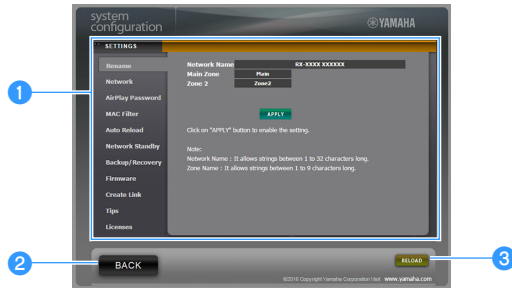 system
configuration
YAMAHA
SETTINGS
Rename
Network
AirPlay Password
MAC Filter
Auto Reload
Network Standby
Backup/Recovery
Firmware
Create Link
Tips
Licenses
Network Name RX-XXXX XXXXXX
Main Zone Main
Zone 2 Zone2
APPLY
Click on "APPLY" button to enable the setting.
Note:
Network Name : It allows strings between 1 to 32 characters long.
Zone Name : It allows strings between 1 to 9 characters long.
1
2
BACK
RELOAD
3
©2016 Copyright Yamaha Corporation Visit www.yamaha.com